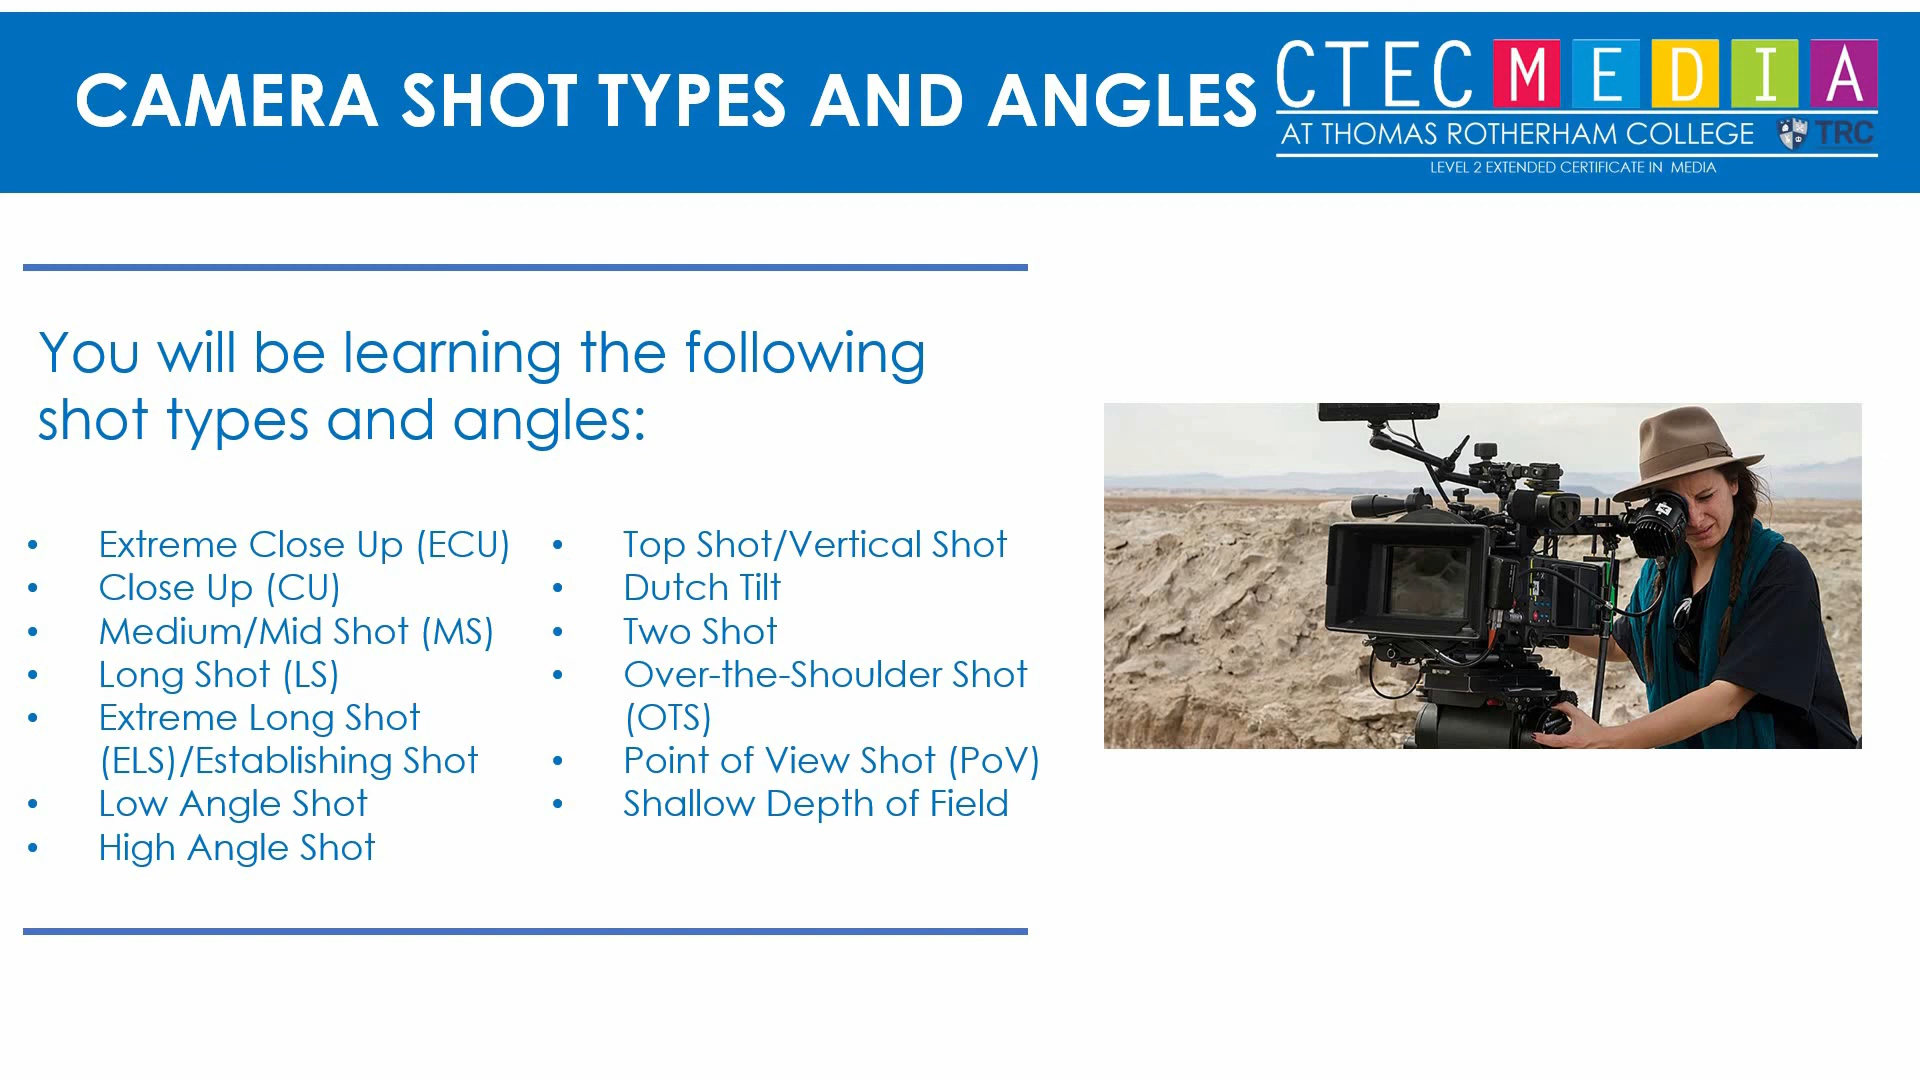 CAMERA SHOT TYPES AND ANGLES
CTEC MEDIA
AT THOMAS ROTHERHAM COLLEGE TRC
LEVEL 2 EXTENDED CERTIFICATE IN MEDIA
You will be learning the following
shot types and angles:
• Extreme Close Up (ECU)
• Close Up (CU)
• Medium/Mid Shot (MS)
• Long Shot (LS)
• Extreme Long Shot
(ELS)/Establishing Shot
• Low Angle Shot
• High Angle Shot
• Top Shot/Vertical Shot
• Dutch Tilt
• Two Shot
• Over-the-Shoulder Shot
(OTS)
• Point of View Shot (PoV)
• Shallow Depth of Field